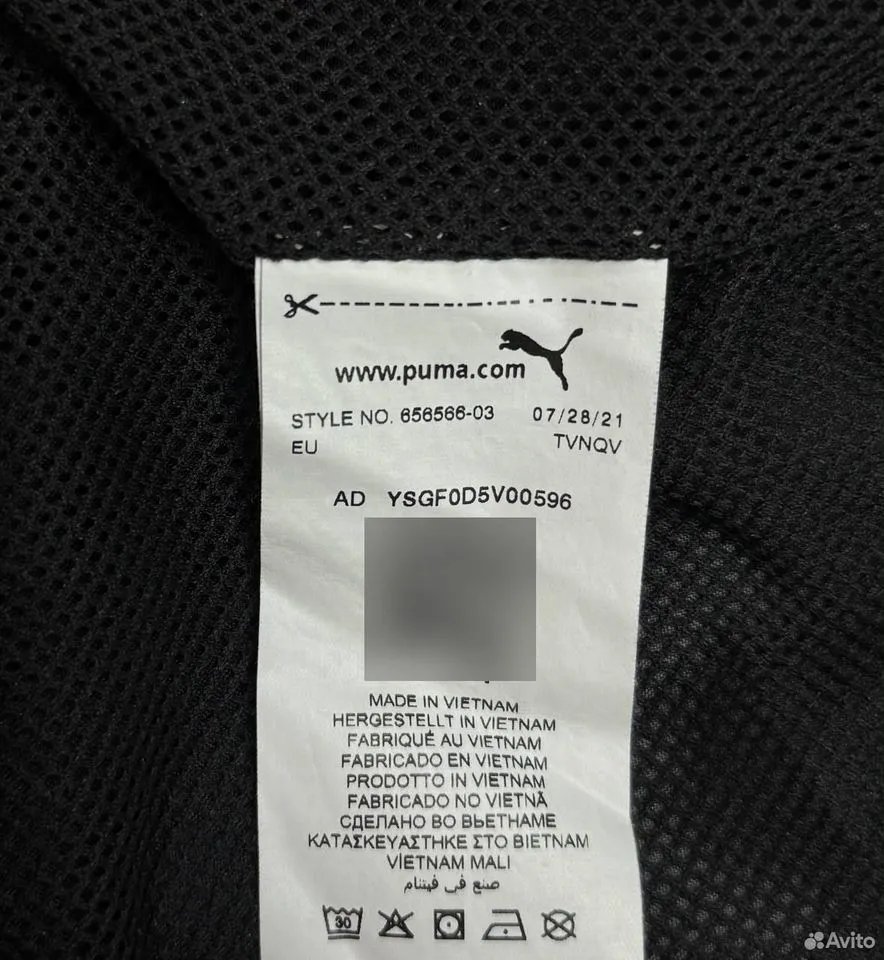 www.puma.com
STYLE NO. 656566-03 07/28/21
EU TVNQV
AD YSGF0D5V00596
MADE IN VIETNAM
HERGESTELLT IN VIETNAM
FABRIQUÉ AU VIETNAM
FABRICADO EN VIETNAM
PRODOTTO IN VIETNAM
FABRICADO NO VIETNÃ
СДЕЛАНО ВО ВЬЕТНАМЕ
ΚΑΤΑΣΚΕΥΑΣΤΗΚΕ ΣΤΟ ΒΙΕΤΝΑΜ
VİETNAM MALI
صنع في فيتنام
30
Avito